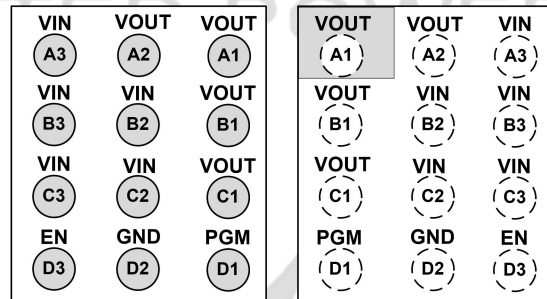 VIN VOUT VOUT
A3 A2 A1
VIN VIN VOUT
B3 B2 B1
VIN VIN VOUT
C3 C2 C1
EN GND PGM
D3 D2 D1
VOUT VOUT VIN
A1 A2 A3
VOUT VIN VIN
B1 B2 B3
VOUT VIN VIN
C1 C2 C3
PGM GND EN
D1 D2 D3